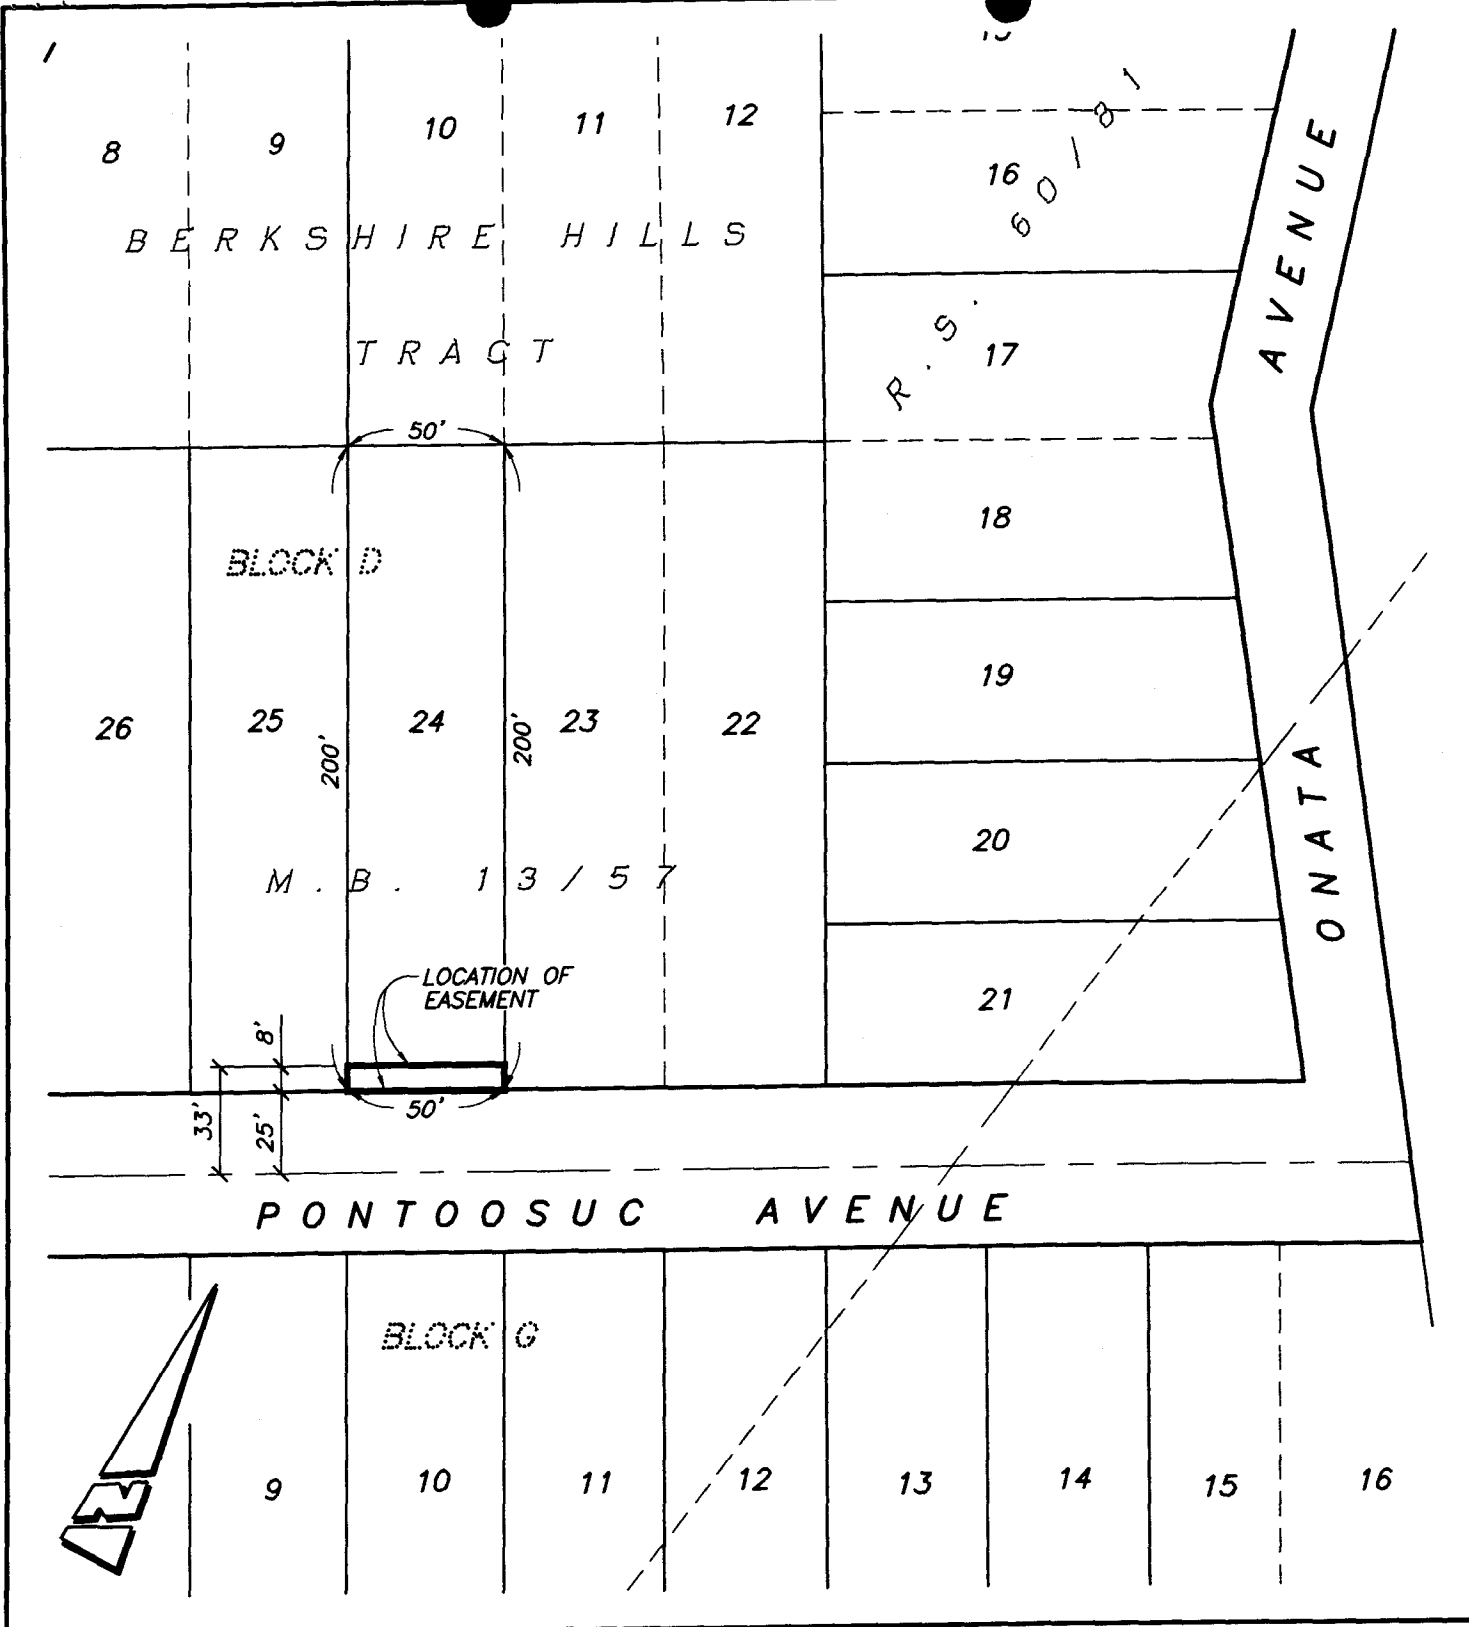 8 9 10 11 12
16
17
18
19
20
21
BERKSHIRE HILLS
TRACT
R.S. 60/81
AVENUE
ONATA
50'
BLOCK D
26 25 24 23 22
200' 200'
M.B. 13/57
LOCATION OF
EASEMENT
8'
33'
25'
50'
PONTOOSUC AVENUE
BLOCK G
9 10 11 12 13 14 15 16
N